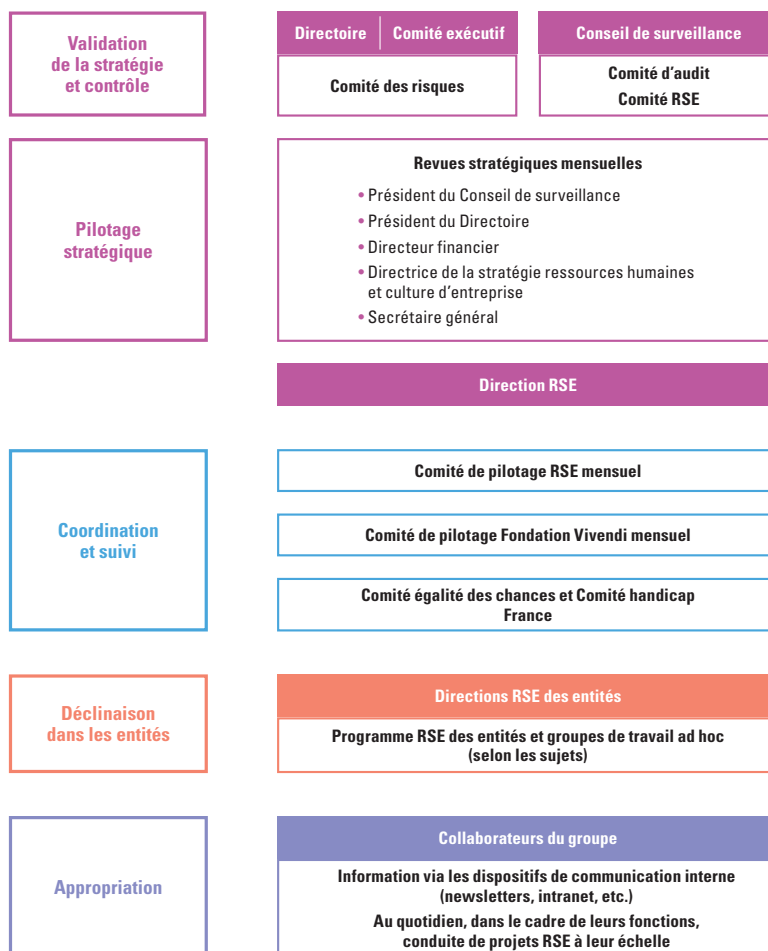 Validation
de la stratégie
et contrôle
Directoire
Comité exécutif
Comité des risques
Conseil de surveillance
Comité d’audit
Comité RSE
Pilotage
stratégique
Revues stratégiques mensuelles
• Président du Conseil de surveillance
• Président du Directoire
• Directeur financier
• Directrice de la stratégie ressources humaines
et culture d’entreprise
• Secrétaire général
Direction RSE
Coordination
et suivi
Comité de pilotage RSE mensuel
Comité de pilotage Fondation Vivendi mensuel
Comité égalité des chances et Comité handicap
France
Déclinaison
dans les entités
Directions RSE des entités
Programme RSE des entités et groupes de travail ad hoc
(selon les sujets)
Appropriation
Collaborateurs du groupe
Information via les dispositifs de communication interne
(newsletters, intranet, etc.)
Au quotidien, dans le cadre de leurs fonctions,
conduite de projets RSE à leur échelle